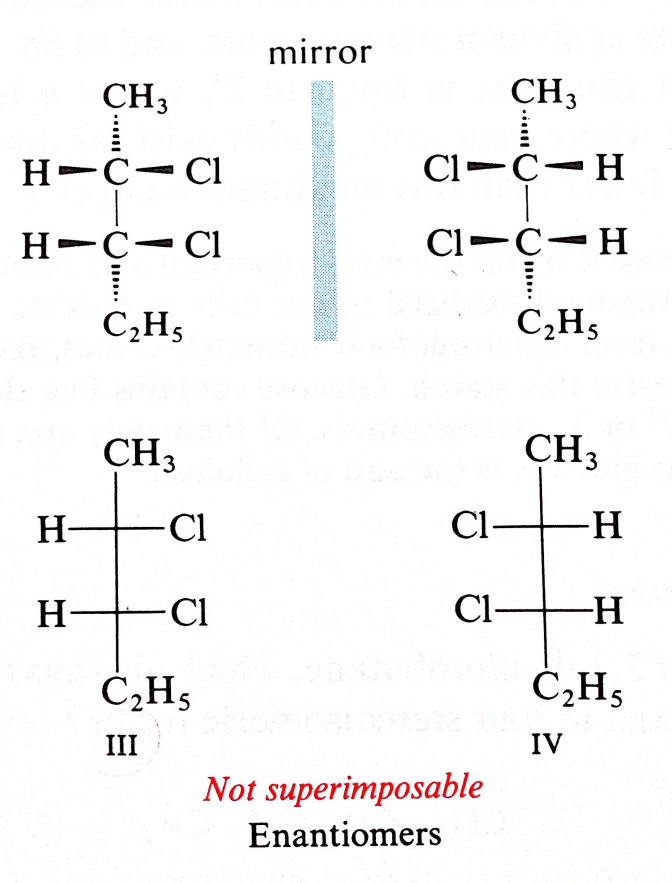 mirror
CH₃ CH₃
H C Cl Cl C H
H C Cl Cl C H
C₂H₅ C₂H₅
CH₃ CH₃
H Cl Cl H
H Cl Cl H
C₂H₅ C₂H₅
III IV
Not superimposable
Enantiomers